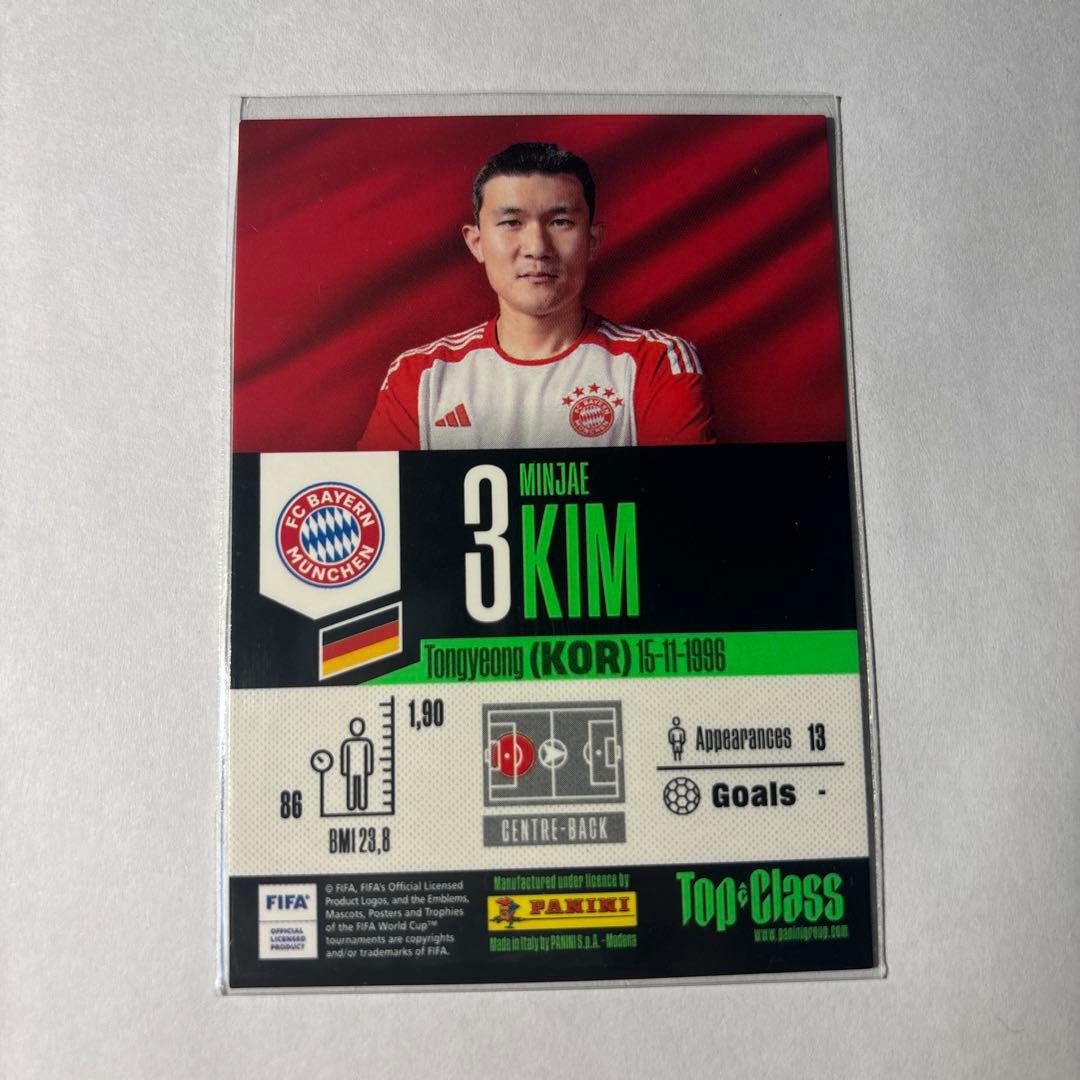 FC BAYERN
MÜNCHEN
FC BAYERN
MÜNCHEN
3
MINJAE
KIM
Tongyeong (KOR) 15-11-1996
1,90
86
BMI 23,8
CENTRE-BACK
Appearances 13
Goals -
FIFA®
OFFICIAL
LICENSED
PRODUCT
© FIFA, FIFA's Official Licensed
Product Logos, and the Emblems,
Mascots, Posters and Trophies
of the FIFA World Cup™
tournaments are copyrights
and/or trademarks of FIFA.
Manufactured under licence by
PANINI
Made in Italy by PANINI S.p.A. - Modena
Top Class
www.paninigroup.com